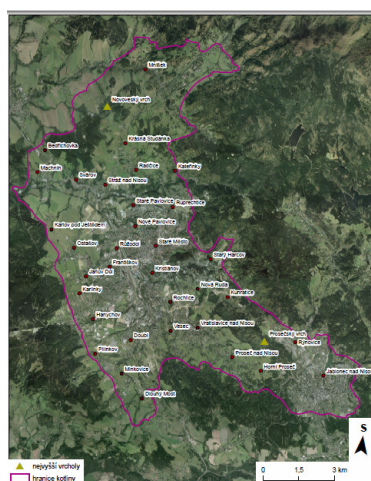 Mníšek
Novoveský vrch
Krásná Studánka
Bedřichovka
Radčice
Kateřinky
Machnín
Svárov
Stráž nad Nisou
Staré Pavlovice
Ruprechtice
Nové Pavlovice
Karlov pod Ještědem
Ostašov
Růžodol
Staré Město
Starý Harcov
Františkov
Janův Důl
Kristiánov
Nová Ruda
Karlinky
Rochlice
Kunratice
Hanychov
Vesec
Vratislavice nad Nisou
Doubí
Prosečský vrch
Rýnovice
Pilínkov
Proseč nad Nisou
Minkovice
Horní Proseč
Jablonec nad Nisou
Dlouhý Most
S
nejvyšší vrcholy
hranice kotliny
0 1,5 3 km